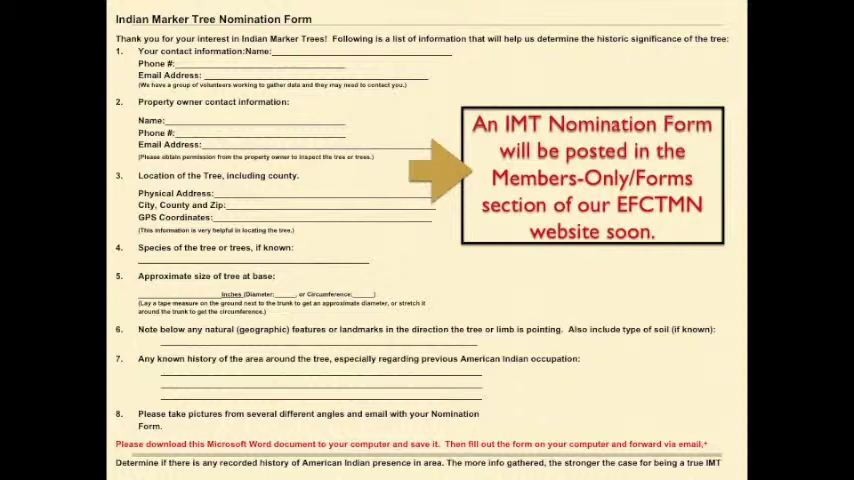 Indian Marker Tree Nomination Form
Thank you for your interest in Indian Marker Trees!  Following is a list of information that will help us determine the historic significance of the tree:
1. Your contact information:Name:
Phone #:
Email Address:
(We have a group of volunteers working to gather data and they may need to contact you.)
2. Property owner contact information:
Name:
Phone #:
Email Address:
(Please obtain permission from the property owner to inspect the tree or trees.)
3. Location of the Tree, including county.
Physical Address:
City, County and Zip:
GPS Coordinates:
(This information is very helpful in locating the tree.)
An IMT Nomination Form
will be posted in the
Members-Only/Forms
section of our EFCTMN
website soon.
4. Species of the tree or trees, if known:
5. Approximate size of tree at base:
Inches (Diameter:______, or Circumference:______)
(Lay a tape measure on the ground next to the trunk to get an approximate diameter, or stretch it
around the trunk to get the circumference.)
6. Note below any natural (geographic) features or landmarks in the direction the tree or limb is pointing.  Also include type of soil (if known):
7. Any known history of the area around the tree, especially regarding previous American Indian occupation:
8. Please take pictures from several different angles and email with your Nomination
Form.
Please download this Microsoft Word document to your computer and save it.  Then fill out the form on your computer and forward via email.*
Determine if there is any recorded history of American Indian presence in area. The more info gathered, the stronger the case for being a true IMT